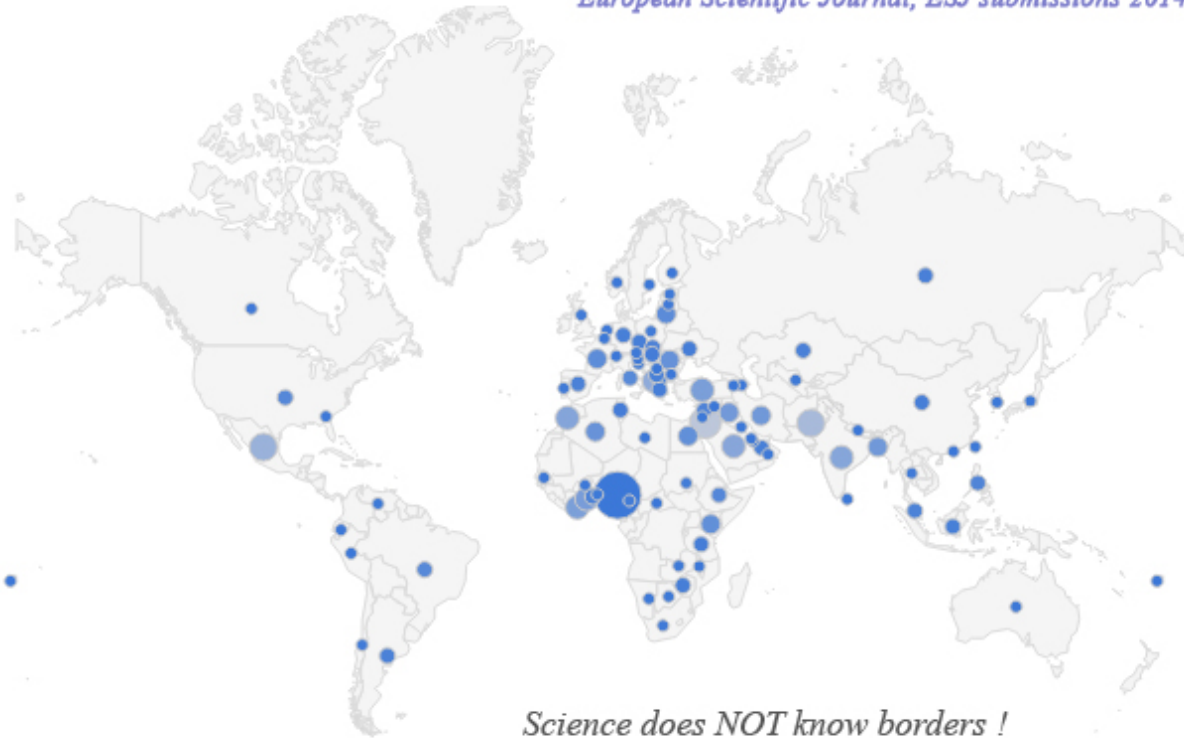 European Scientific Journal, ESJ submissions 2014
Science does NOT know borders !